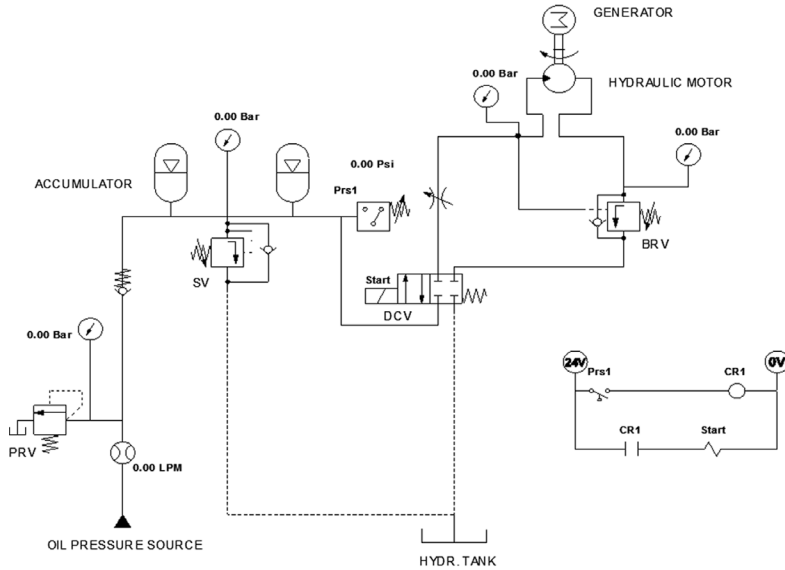 GENERATOR
0.00 Bar
HYDRAULIC MOTOR
0.00 Bar
0.00 Bar
0.00 Psi
ACCUMULATOR
Prs1
BRV
SV
Start
DCV
0.00 Bar
24V
0V
Prs1
CR1
CR1
Start
PRV
0.00 LPM
OIL PRESSURE SOURCE
HYDR. TANK